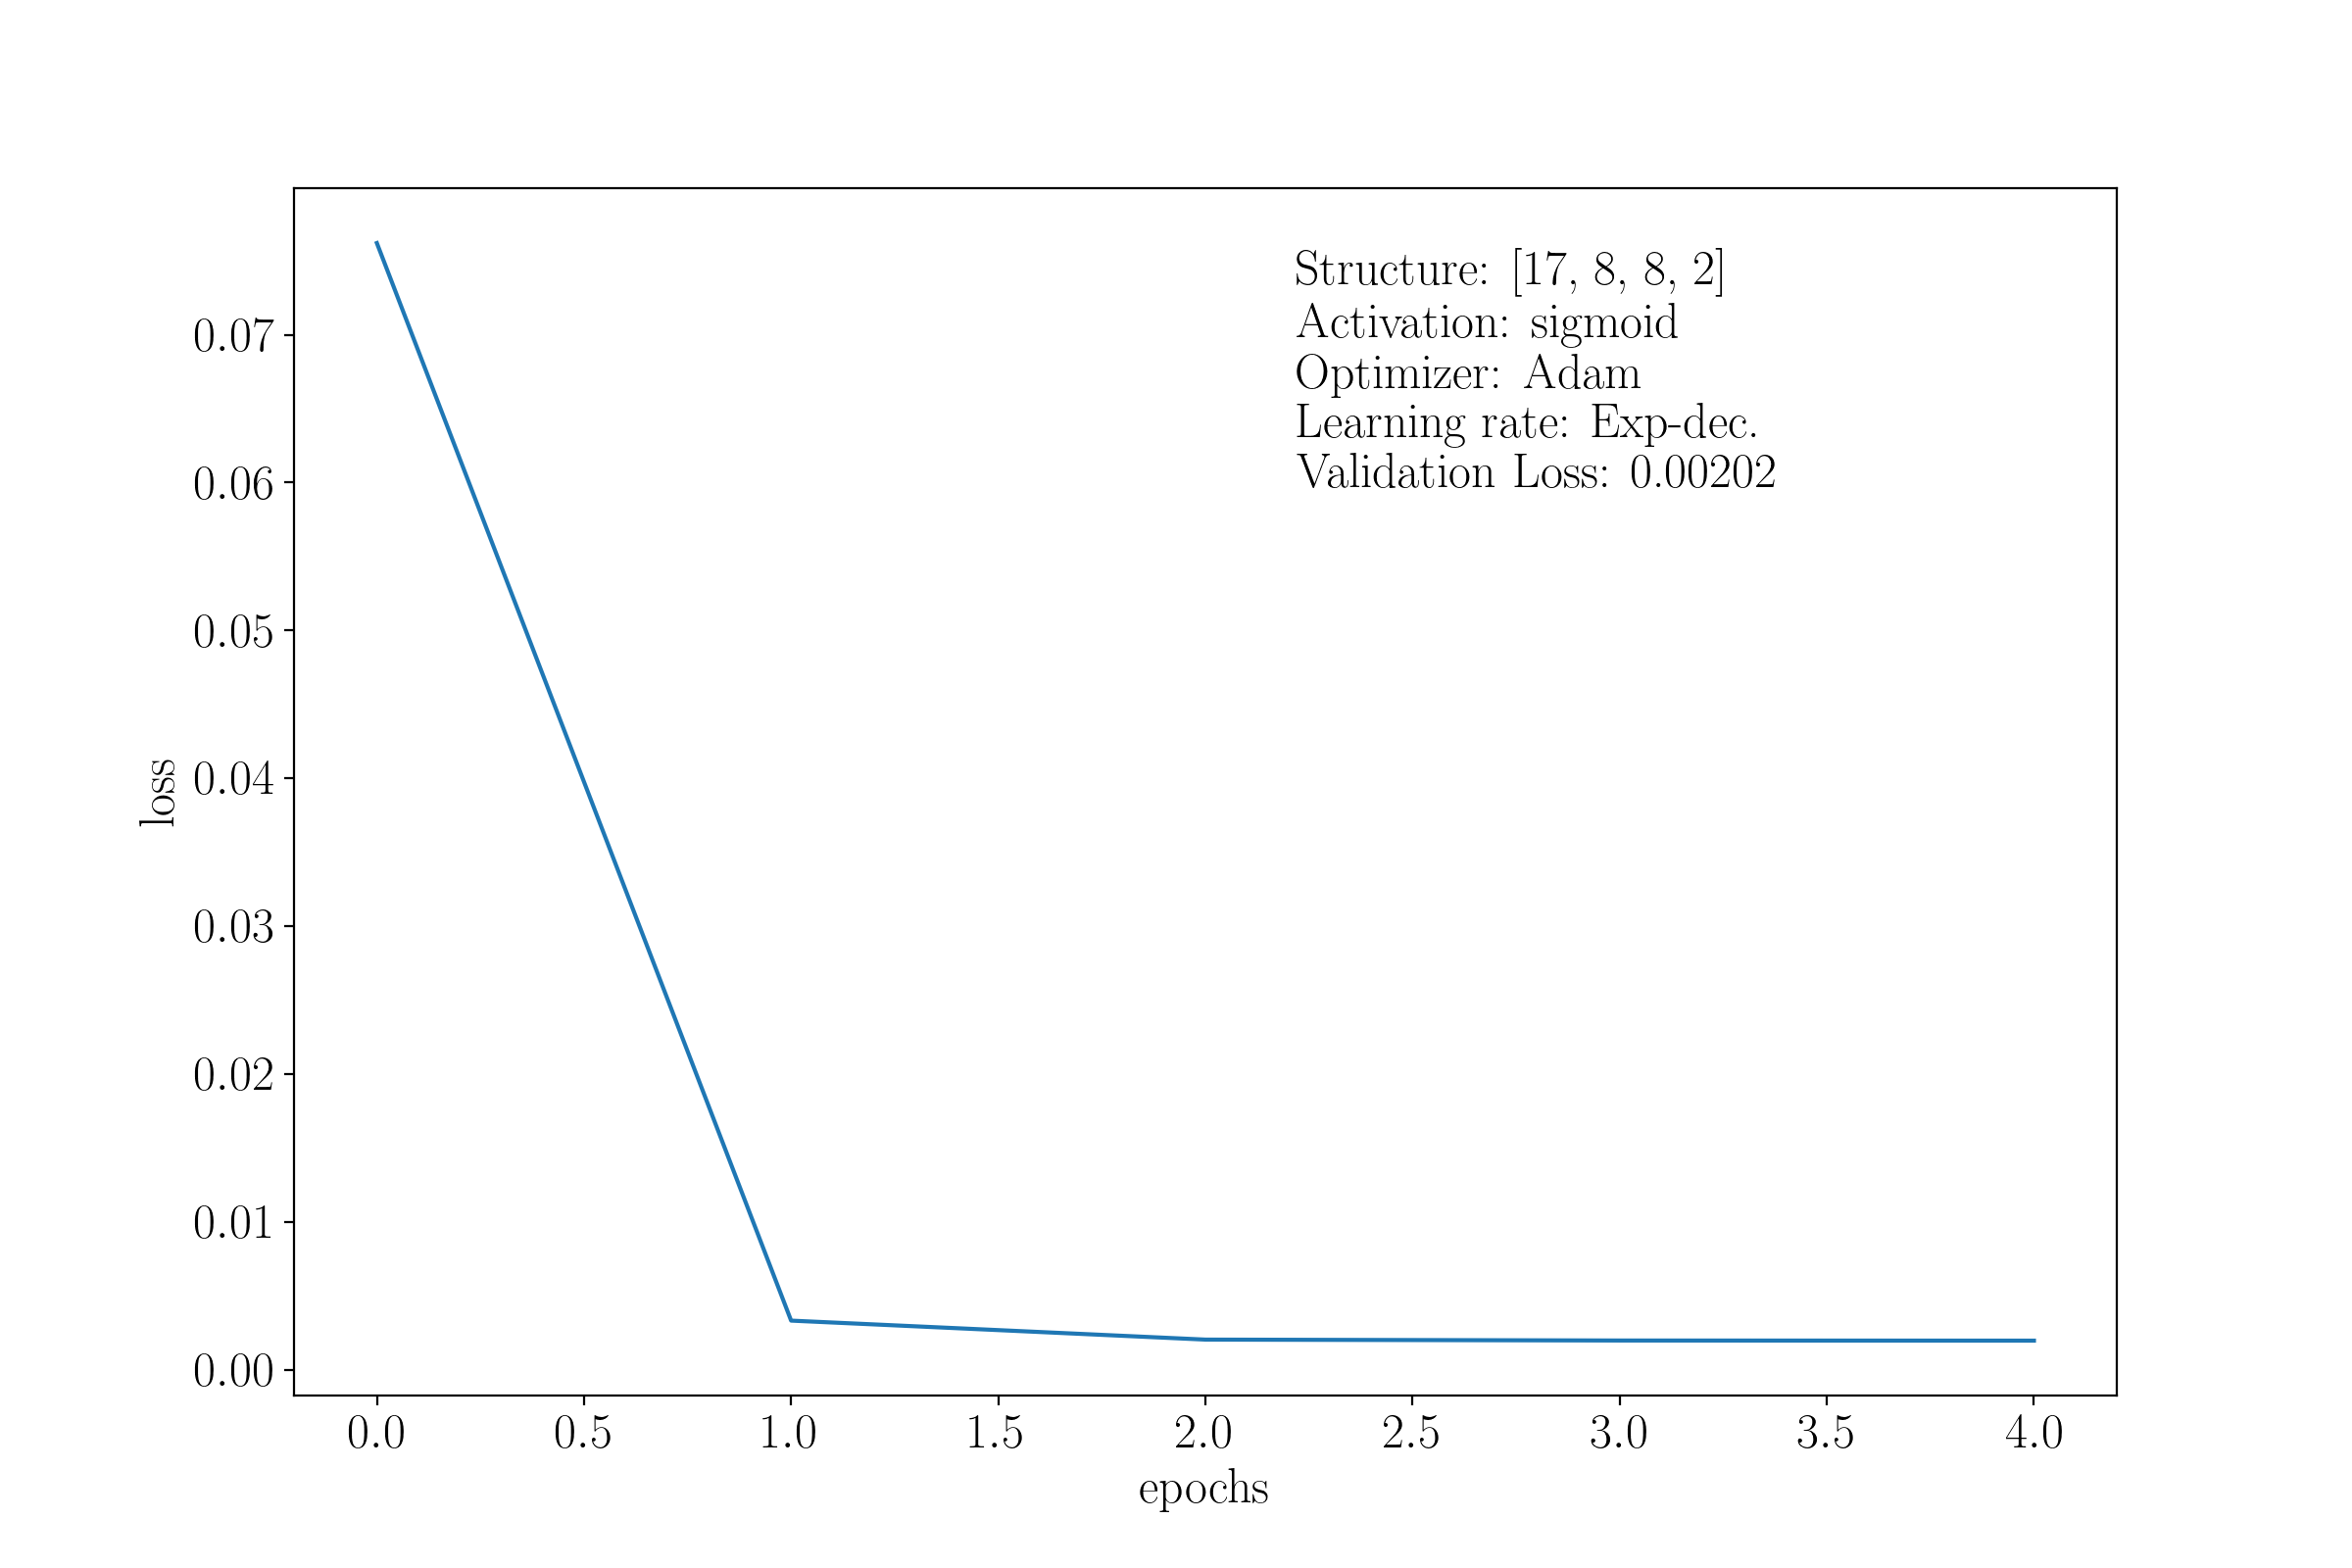 Structure: [17, 8, 8, 2]
Activation: sigmoid
Optimizer: Adam
Learning rate: Exp-dec.
Validation Loss: 0.00202
0.07
0.06
0.05
0.04
0.03
0.02
0.01
0.00
loss
0.0 0.5 1.0 1.5 2.0 2.5 3.0 3.5 4.0
epochs